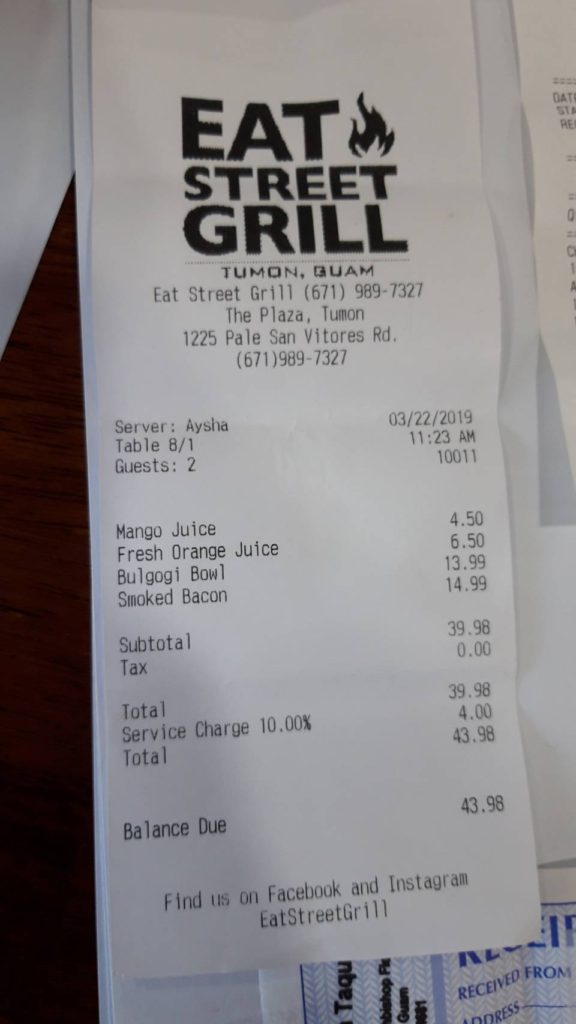 EAT
STREET
GRILL
TUMON, GUAM
Eat Street Grill (671) 989-7327
The Plaza, Tumon
1225 Pale San Vitores Rd.
(671)989-7327
Server: Aysha 03/22/2019
Table 8/1 11:23 AM
Guests: 2 10011
Mango Juice 4.50
Fresh Orange Juice 6.50
Bulgogi Bowl 13.99
Smoked Bacon 14.99
Subtotal 39.98
Tax 0.00
Total 39.98
Service Charge 10.00% 4.00
Total 43.98
Balance Due 43.98
Find us on Facebook and Instagram
EatStreetGrill
RECEIVED FROM
ADDRESS
Guam